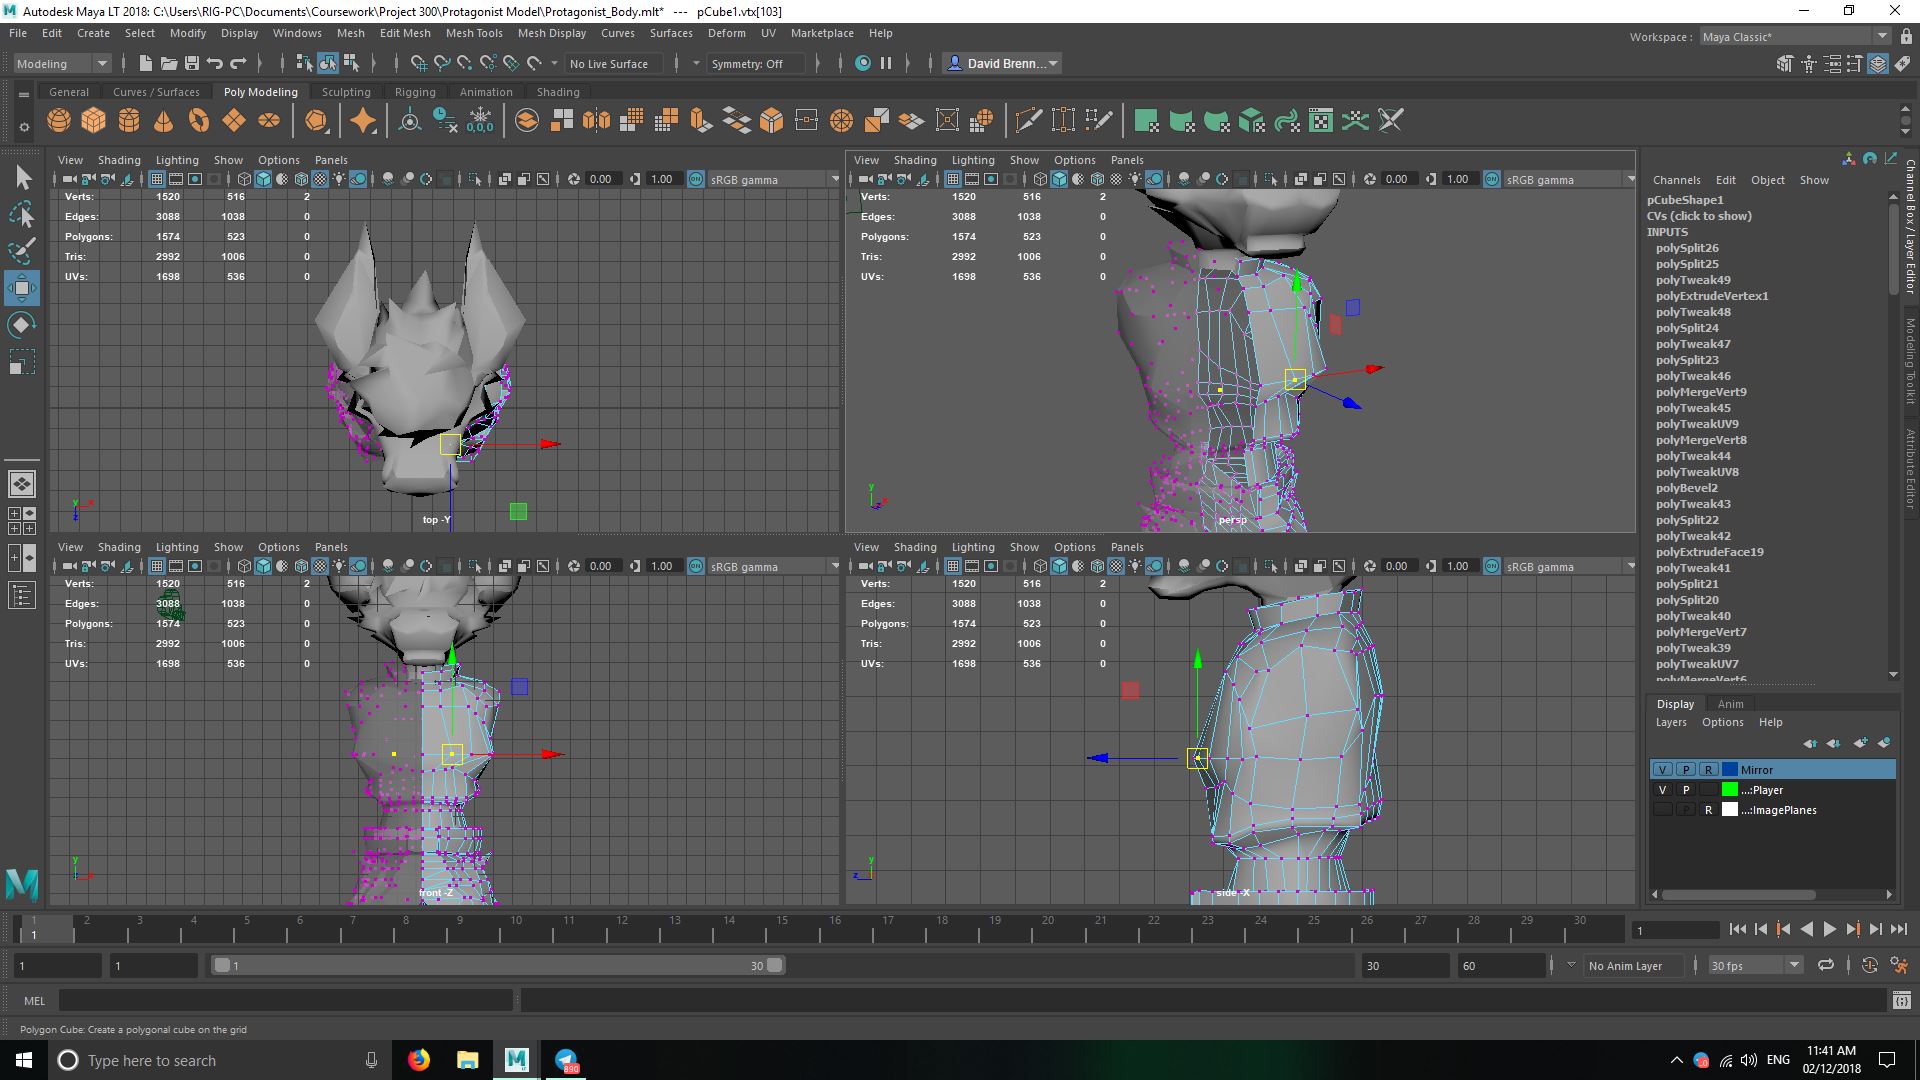 Autodesk Maya LT 2018: C:\Users\RIG-PC\Documents\Coursework\Project 300\Protagonist Model\Protagonist_Body.mlt* --- pCube1.vtx[103]
File Edit Create Select Modify Display Windows Mesh Edit Mesh Mesh Tools Mesh Display Curves Surfaces Deform UV Marketplace Help
Workspace : Maya Classic*
Modeling No Live Surface Symmetry: Off David Brenn...
General Curves / Surfaces Poly Modeling Sculpting Rigging Animation Shading
0,0,0
View Shading Lighting Show Options Panels
0.00 1.00 sRGB gamma
Verts: 1520 516 2
Edges: 3088 1038 0
Polygons: 1574 523 0
Tris: 2992 1006 0
UVs: 1698 536 0
y x z
top -Y
View Shading Lighting Show Options Panels
0.00 1.00 sRGB gamma
Verts: 1520 516 2
Edges: 3088 1038 0
Polygons: 1574 523 0
Tris: 2992 1006 0
UVs: 1698 536 0
y x
persp
View Shading Lighting Show Options Panels
0.00 1.00 sRGB gamma
Verts: 1520 516 2
Edges: 3088 1038 0
Polygons: 1574 523 0
Tris: 2992 1006 0
UVs: 1698 536 0
y x
front -Z
View Shading Lighting Show Options Panels
0.00 1.00 sRGB gamma
Verts: 1520 516 2
Edges: 3088 1038 0
Polygons: 1574 523 0
Tris: 2992 1006 0
UVs: 1698 536 0
y z
side -X
Channels Edit Object Show
pCubeShape1
CVs (click to show)
INPUTS
polySplit26
polySplit25
polyTweak49
polyExtrudeVertex1
polyTweak48
polySplit24
polyTweak47
polySplit23
polyTweak46
polyMergeVert9
polyTweak45
polyTweakUV9
polyMergeVert8
polyTweak44
polyTweakUV8
polyBevel2
polyTweak43
polySplit22
polyTweak42
polyExtrudeFace19
polyTweak41
polySplit21
polySplit20
polyTweak40
polyMergeVert7
polyTweak39
polyTweakUV7
polyMergeVert6
Channel Box / Layer Editor
Modeling Toolkit
Attribute Editor
Display Anim
Layers Options Help
V P R Mirror
V P ...:Player
P R ...:ImagePlanes
1 2 3 4 5 6 7 8 9 10 11 12 13 14 15 16 17 18 19 20 21 22 23 24 25 26 27 28 29 30
1 1
1 1 1 30 30 60 No Anim Layer 30 fps
MEL
Polygon Cube: Create a polygonal cube on the grid
Type here to search
890
ENG
11:41 AM
02/12/2018